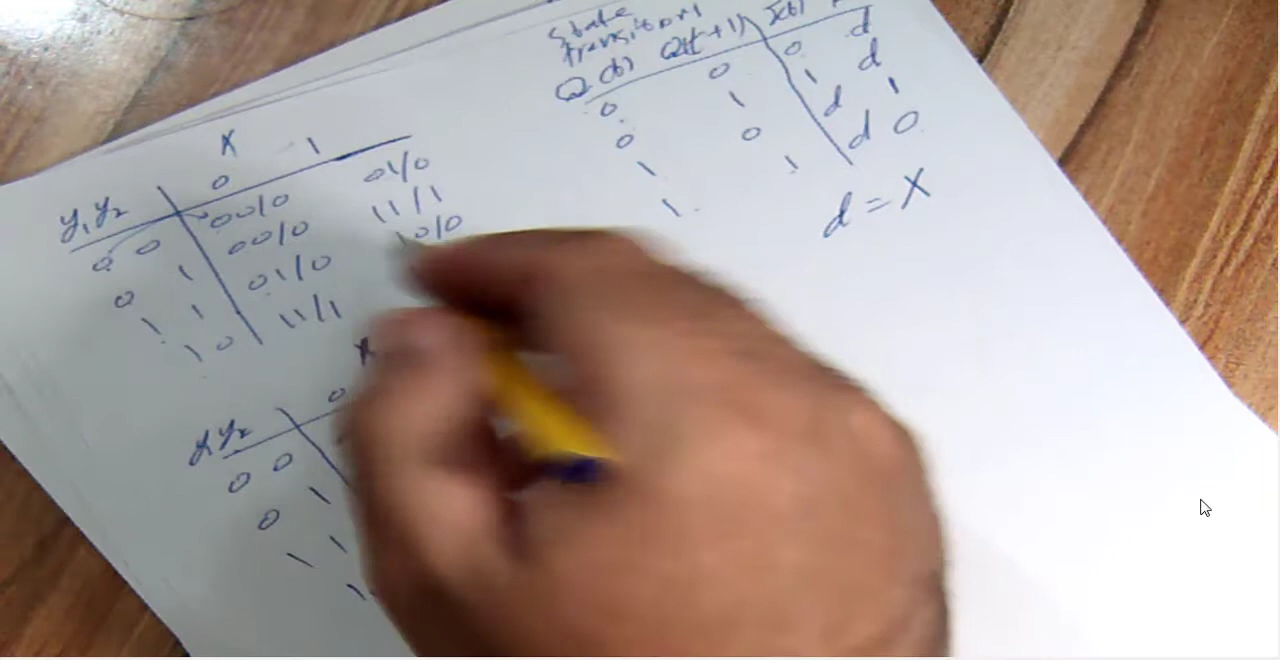 X
0 1
y₁y₂
0 0 00/0 01/0
0 1 00/0 11/1
1 1 01/0 10/0
1 0 11/1
state
transition
Q(t) Q(t+1) J(t)
0 0 0 d
0 1 1 d
1 0 d 1
1 1 d 0
d = X
0
y₁y₂
0 0
0 1
1 1
1